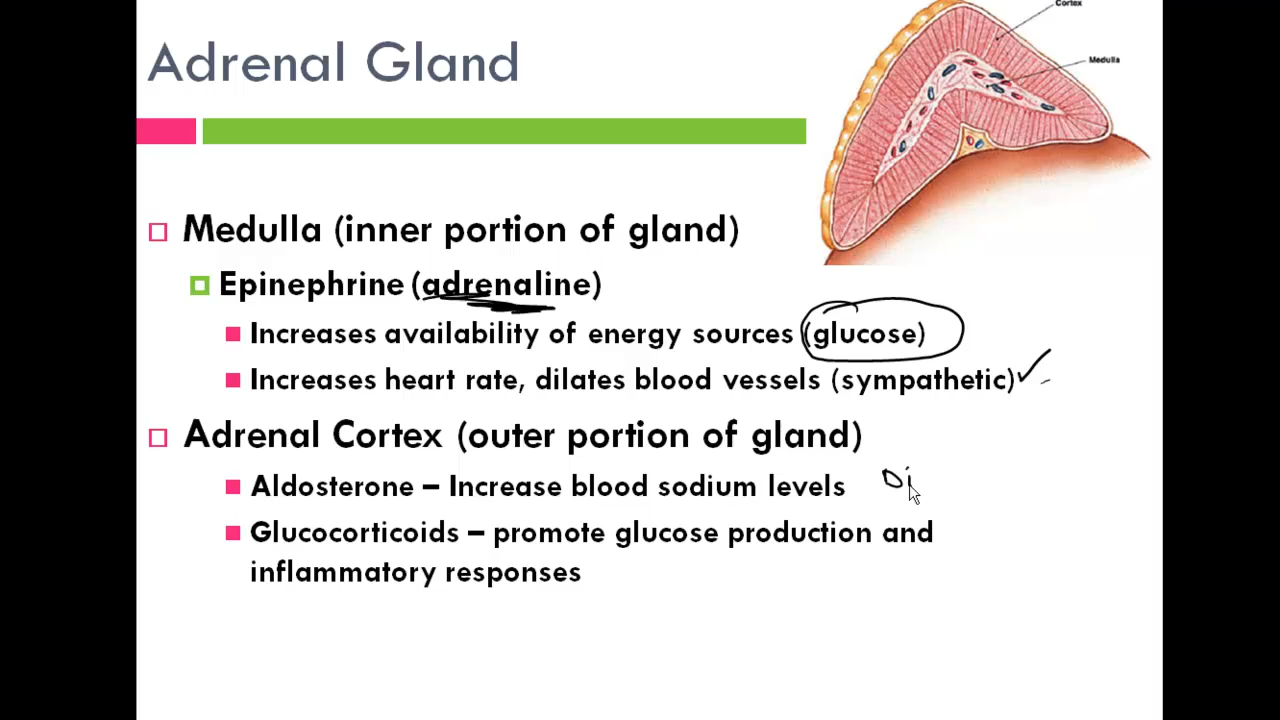 Adrenal Gland
Cortex
Medulla
Medulla (inner portion of gland)
Epinephrine (adrenaline)
Increases availability of energy sources (glucose)
Increases heart rate, dilates blood vessels (sympathetic)
Adrenal Cortex (outer portion of gland)
Aldosterone – Increase blood sodium levels
Di
Glucocorticoids – promote glucose production and
inflammatory responses